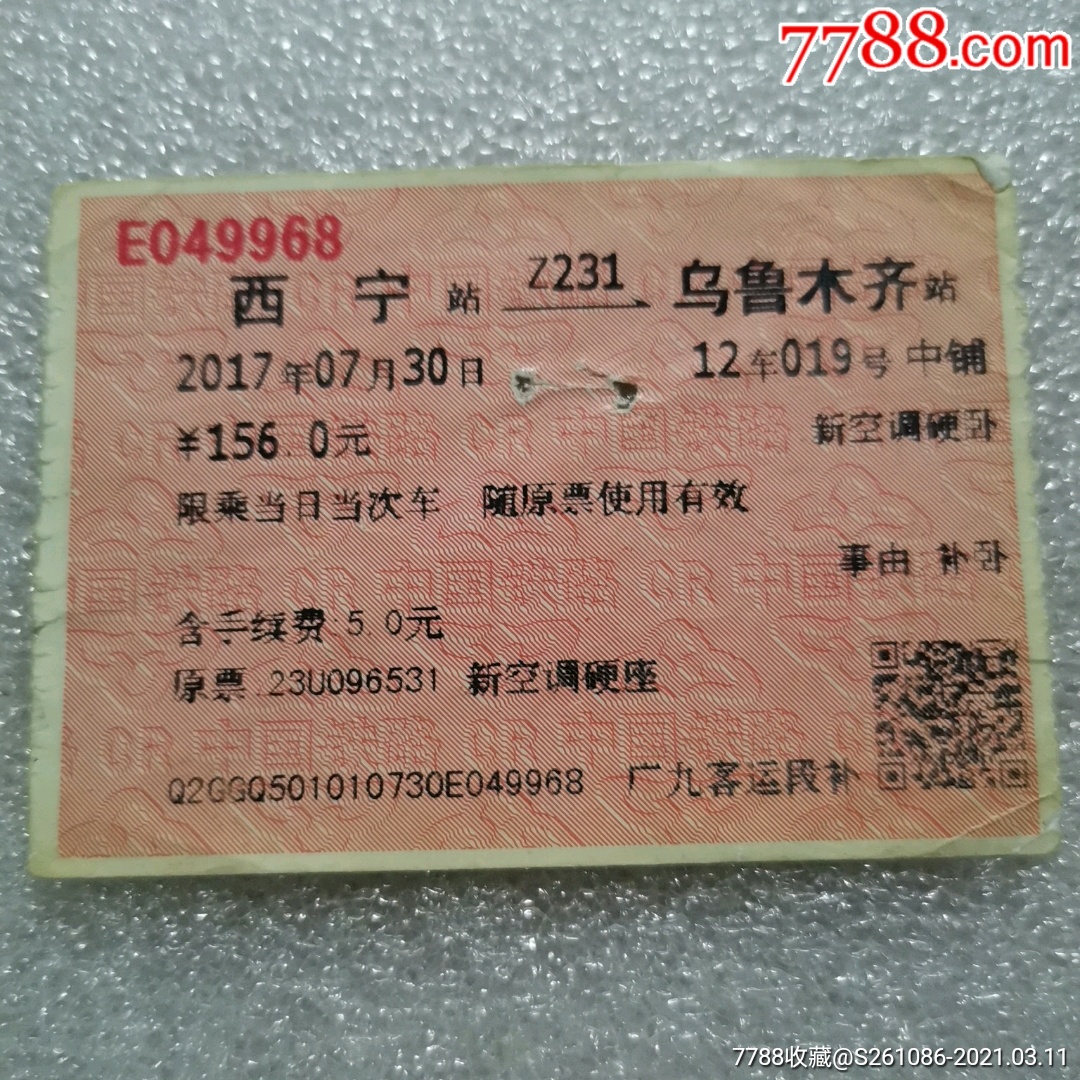 7788.com
E049968
西宁站 Z231 乌鲁木齐站
2017年07月30日 12车019号中铺
¥156.0元 新空调硬卧
限乘当日当次车 随原票使用有效
事由 补卧
含手续费 5.0元
原票 23U096531 新空调硬座
Q2GGQ501010730E049968 广九客运段补
7788收藏@S261086-2021.03.11